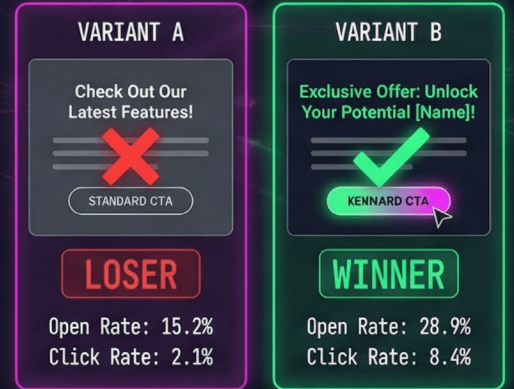 VARIANT A
Check Out Our
Latest Features!
STANDARD CTA
LOSER
Open Rate: 15.2%
Click Rate: 2.1%
VARIANT B
Exclusive Offer: Unlock
Your Potential [Name]!
KENNARD CTA
WINNER
Open Rate: 28.9%
Click Rate: 8.4%